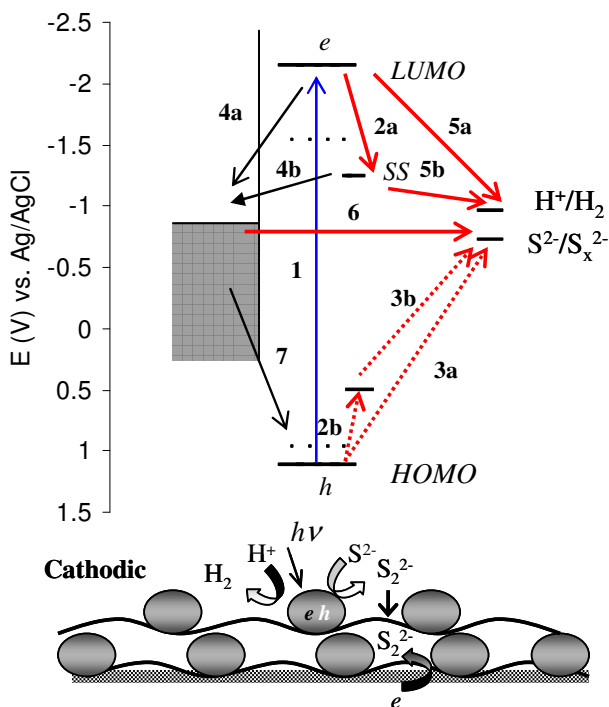 E (V) vs. Ag/AgCl
-2.5
-2
-1.5
-1
-0.5
0
0.5
1
1.5
e
LUMO
4a
2a
5a
4b
SS
5b
H⁺/H₂
6
S²⁻/Sₓ²⁻
1
3b
7
3a
2b
h
HOMO
hν
Cathodic
H₂
H⁺
S²⁻
S₂²⁻
e h
S₂²⁻
e